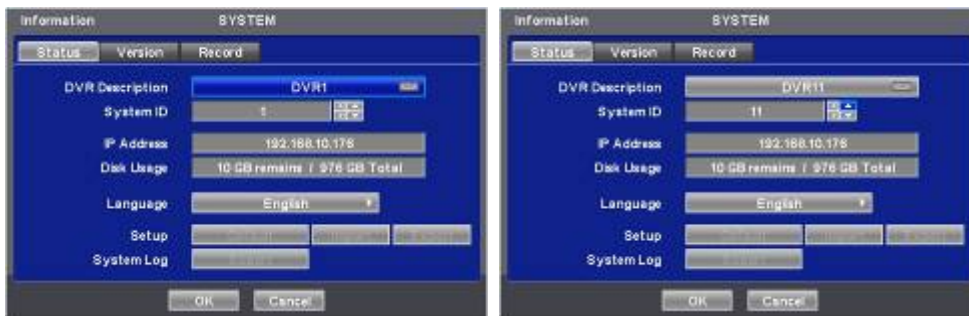 Information SYSTEM
Status Version Record
DVR Description DVR1
System ID 1
IP Address 192.168.10.176
Disk Usage 10 GB remains / 976 GB Total
Language English
Setup
System Log
OK Cancel
Information SYSTEM
Status Version Record
DVR Description DVR11
System ID 11
IP Address 192.168.10.176
Disk Usage 10 GB remains / 976 GB Total
Language English
Setup
System Log
OK Cancel